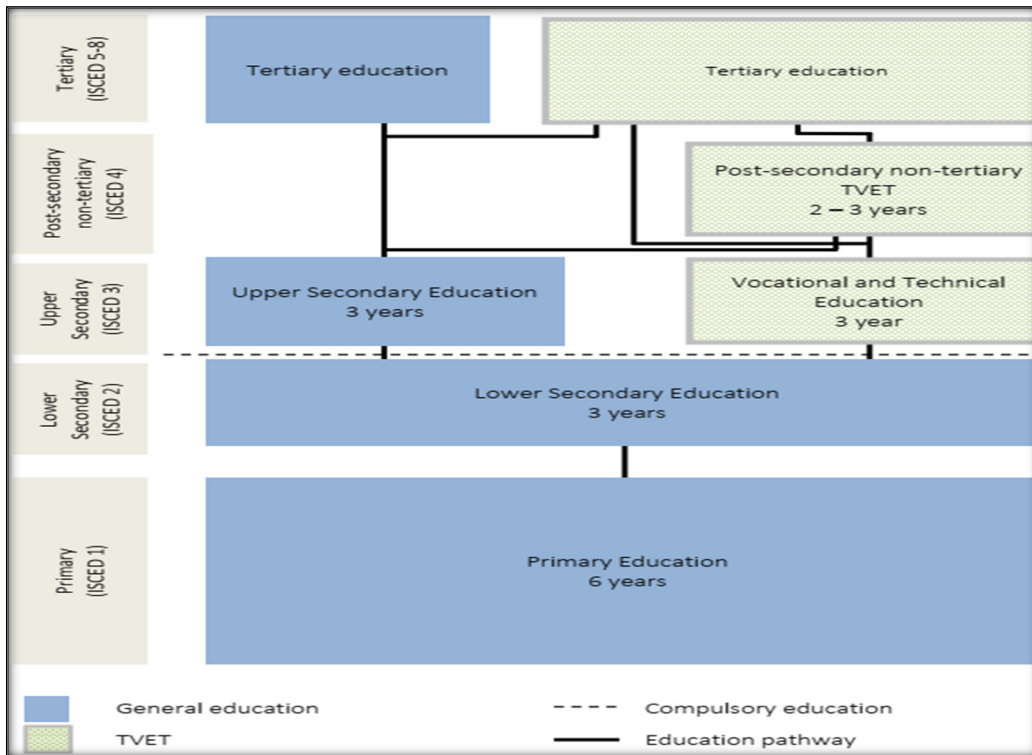 Tertiary
(ISCED 5-8)
Tertiary education
Tertiary education
Post-secondary
non-tertiary
(ISCED 4)
Post-secondary non-tertiary
TVET
2 – 3 years
Upper
Secondary
(ISCED 3)
Upper Secondary Education
3 years
Vocational and Technical
Education
3 year
Lower
Secondary
(ISCED 2)
Lower Secondary Education
3 years
Primary
(ISCED 1)
Primary Education
6 years
General education
Compulsory education
TVET
Education pathway